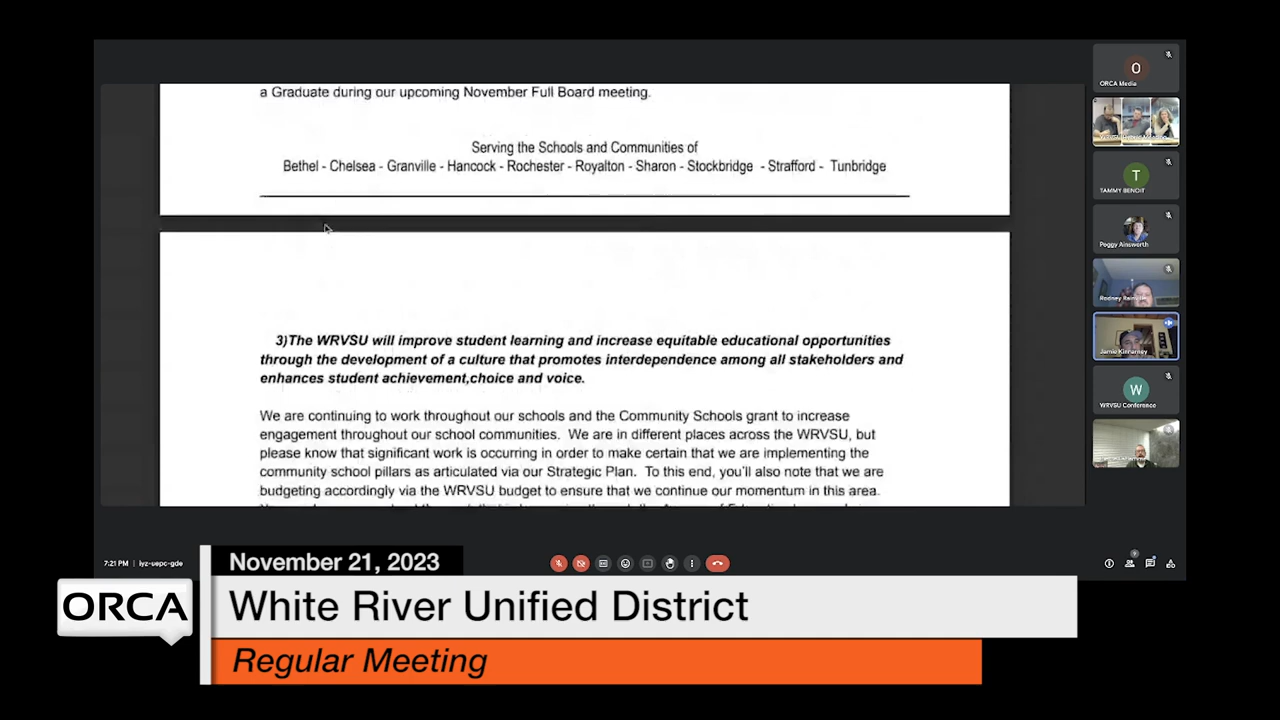 a Graduate during our upcoming November Full Board meeting.
Serving the Schools and Communities of
Bethel - Chelsea - Granville - Hancock - Rochester - Royalton - Sharon - Stockbridge - Strafford - Tunbridge
3)The WRVSU will improve student learning and increase equitable educational opportunities
through the development of a culture that promotes interdependence among all stakeholders and
enhances student achievement,choice and voice.
We are continuing to work throughout our schools and the Community Schools grant to increase
engagement throughout our school communities. We are in different places across the WRVSU, but
please know that significant work is occurring in order to make certain that we are implementing the
community school pillars as articulated via our Strategic Plan. To this end, you'll also note that we are
budgeting accordingly via the WRVSU budget to ensure that we continue our momentum in this area.
O
ORCA Media
T
TAMMY BENOIT
Peggy Ainsworth
Rodney
Jamie Kinnarney
W
WRVSU Conference
7:21 PM | iyz-uepc-gde
9
November 21, 2023
ORCA
White River Unified District
Regular Meeting